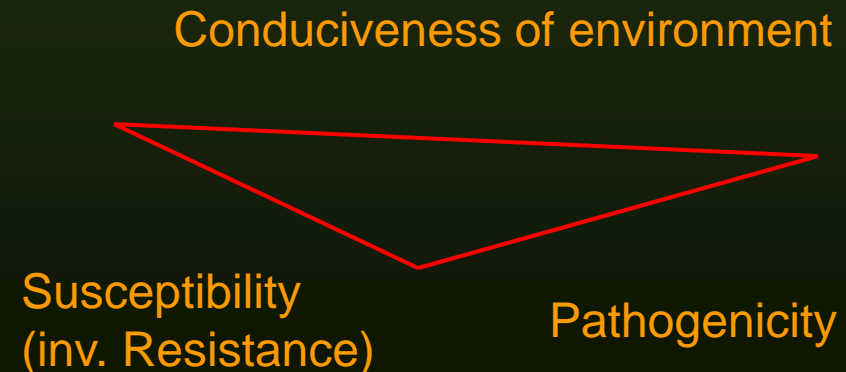 Conduciveness of environment
Susceptibility
(inv. Resistance)
Pathogenicity